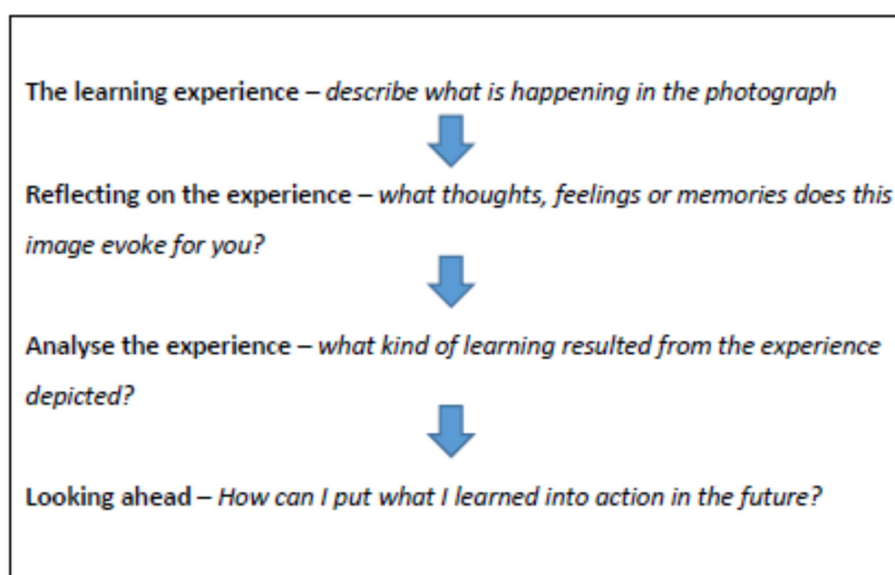 The learning experience – describe what is happening in the photograph
Reflecting on the experience – what thoughts, feelings or memories does this
image evoke for you?
Analyse the experience – what kind of learning resulted from the experience
depicted?
Looking ahead – How can I put what I learned into action in the future?